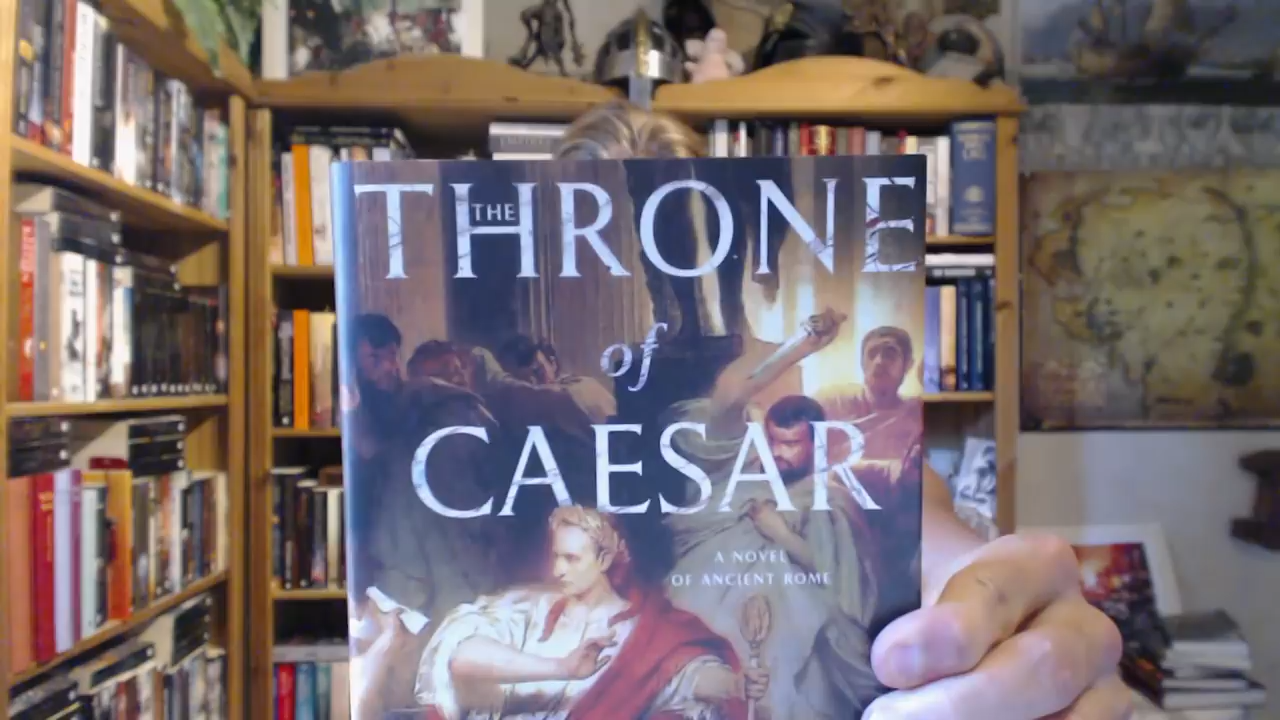 THE
THRONE
of
CAESAR
A NOVEL
OF ANCIENT ROME